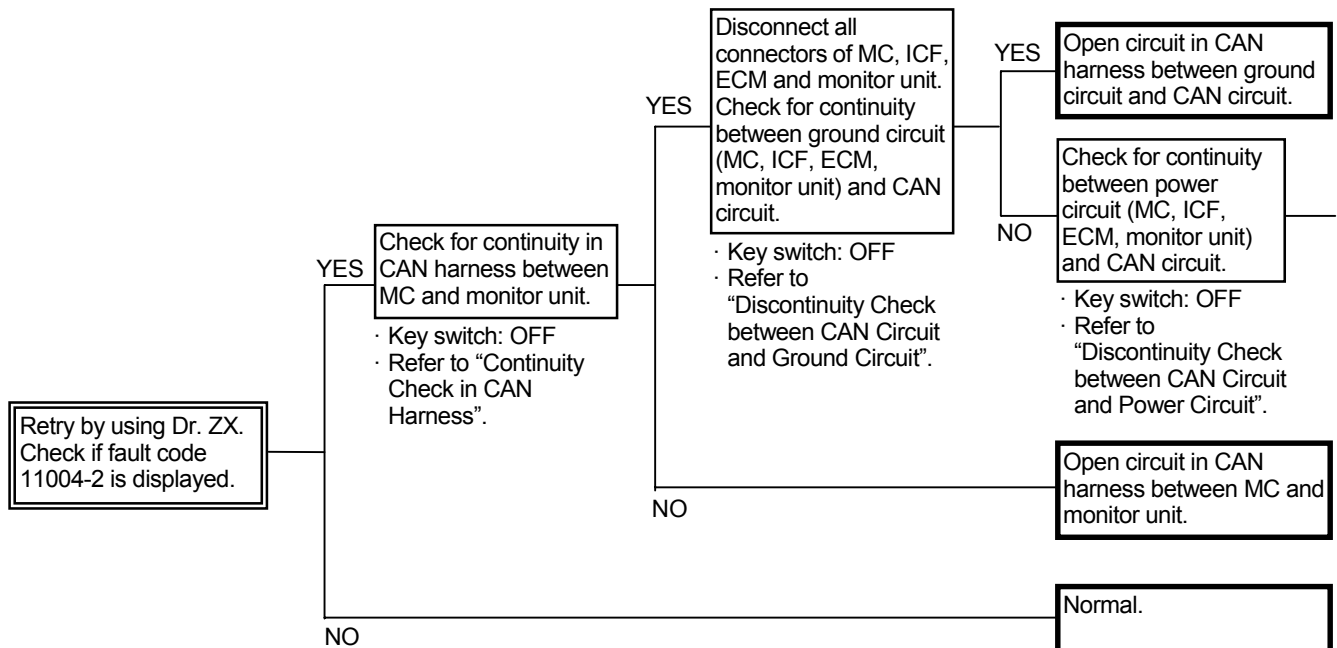 Retry by using Dr. ZX.
Check if fault code
11004-2 is displayed.
YES
Check for continuity in
CAN harness between
MC and monitor unit.
· Key switch: OFF
· Refer to “Continuity
Check in CAN
Harness”.
YES
Disconnect all
connectors of MC, ICF,
ECM and monitor unit.
Check for continuity
between ground circuit
(MC, ICF, ECM,
monitor unit) and CAN
circuit.
· Key switch: OFF
· Refer to
“Discontinuity Check
between CAN Circuit
and Ground Circuit”.
YES
Open circuit in CAN
harness between ground
circuit and CAN circuit.
NO
Check for continuity
between power
circuit (MC, ICF,
ECM, monitor unit)
and CAN circuit.
· Key switch: OFF
· Refer to
“Discontinuity Check
between CAN Circuit
and Power Circuit”.
NO
Open circuit in CAN
harness between MC and
monitor unit.
NO
Normal.